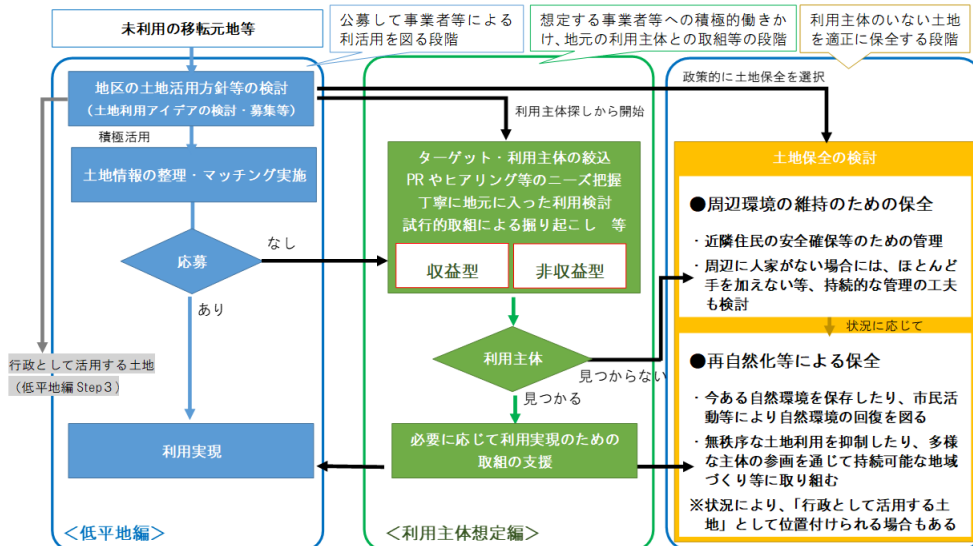 未利用の移転元地等
公募して事業者等による
利活用を図る段階
想定する事業者等への積極的働きか
け、地元の利用主体との取組等の段階
利用主体のいない土地
を適正に保全する段階
地区の土地活用方針等の検討
（土地利用アイデアの検討・募集等）
積極活用
土地情報の整理・マッチング実施
応募
なし
あり
行政として活用する土地
（低平地編 Step３）
利用実現
＜低平地編＞
利用主体探しから開始
ターゲット・利用主体の絞込
PRやヒアリング等のニーズ把握
丁寧に地元に入った利用検討
試行的取組による掘り起こし　等
収益型
非収益型
利用主体
見つからない
見つかる
必要に応じて利用実現のための
取組の支援
＜利用主体想定編＞
政策的に土地保全を選択
土地保全の検討
●周辺環境の維持のための保全
・近隣住民の安全確保等のための管理
・周辺に人家がない場合には、ほとんど
手を加えない等、持続的な管理の工夫
も検討
状況に応じて
●再自然化等による保全
・今ある自然環境を保存したり、市民活
動等により自然環境の回復を図る
・無秩序な土地利用を抑制したり、多様
な主体の参画を通じて持続可能な地域
づくり等に取り組む
※状況により、「行政として活用する土
地」として位置付けられる場合もある